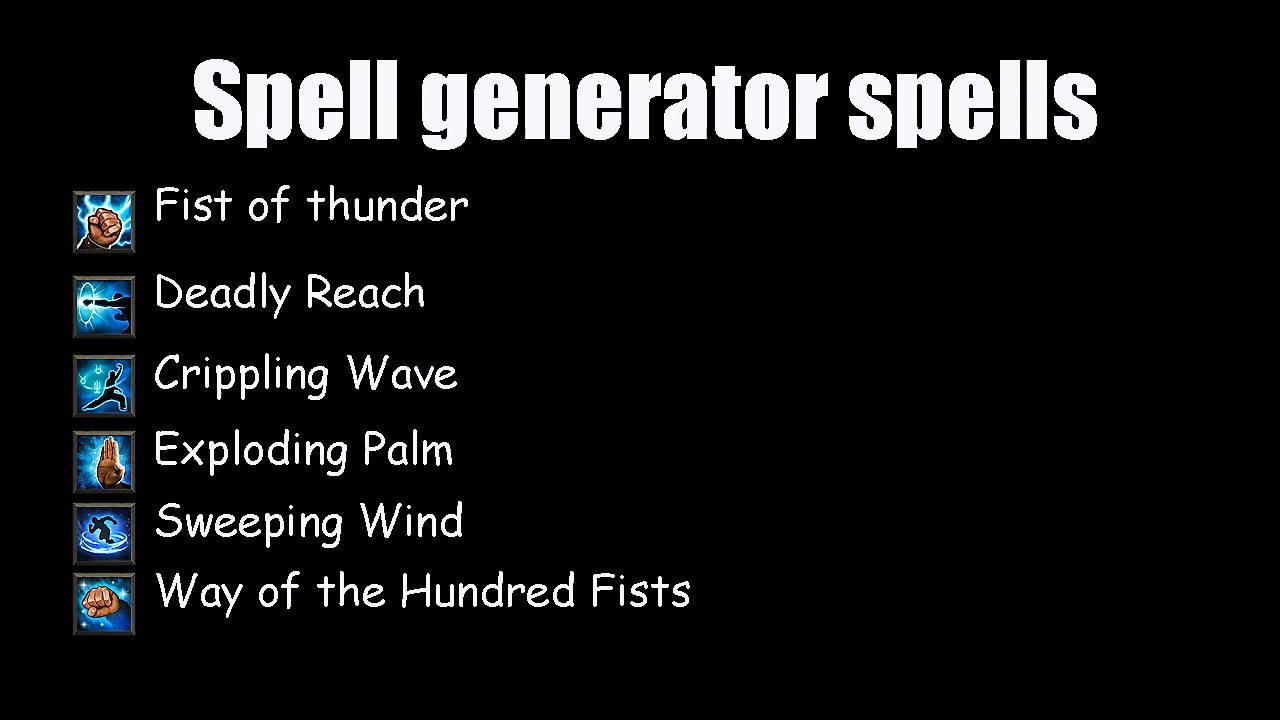 Spell generator spells
Fist of thunder
Deadly Reach
Crippling Wave
Exploding Palm
Sweeping Wind
Way of the Hundred Fists